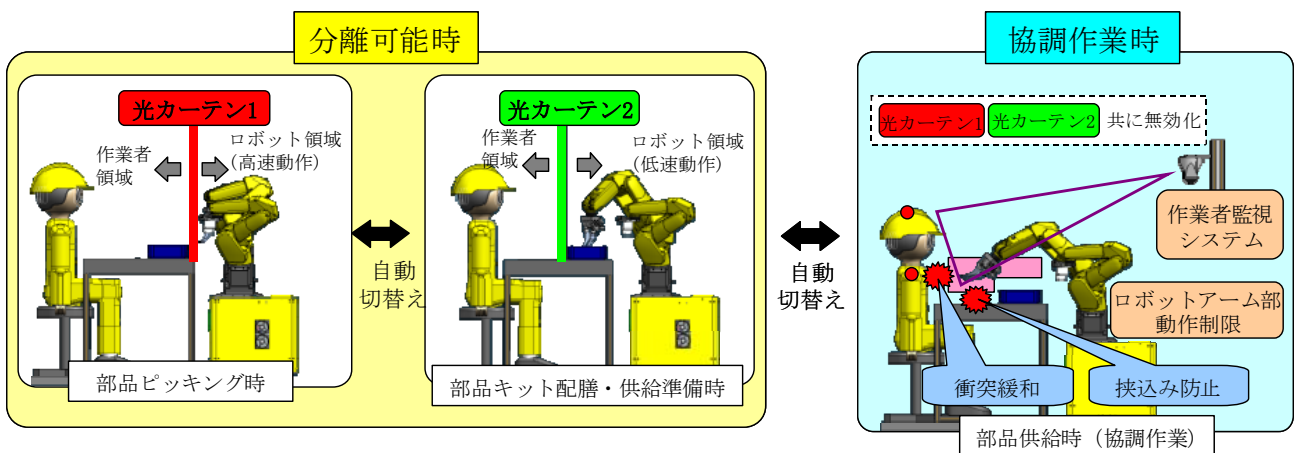 分離可能時
光カーテン1
作業者
領域
ロボット領域
(高速動作)
部品ピッキング時
自動
切替え
光カーテン2
作業者
領域
ロボット領域
(低速動作)
部品キット配膳・供給準備時
自動
切替え
協調作業時
光カーテン1 光カーテン2 共に無効化
作業者監視
システム
ロボットアーム部
動作制限
衝突緩和
挟込み防止
部品供給時（協調作業）